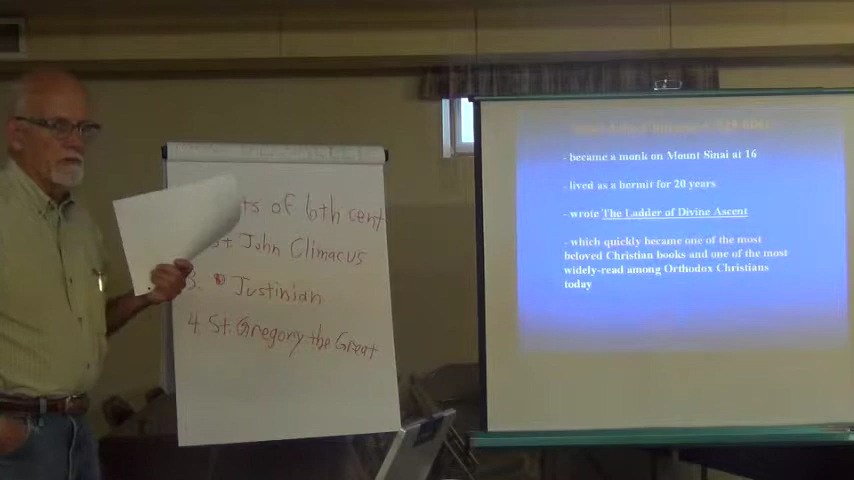 ts of 6th cent
John Climacus
3. Justinian
4 St. Gregory the Great
- became a monk on Mount Sinai at 16
- lived as a hermit for 20 years
- wrote The Ladder of Divine Ascent
- which quickly became one of the most
beloved Christian books and one of the most
widely-read among Orthodox Christians
today